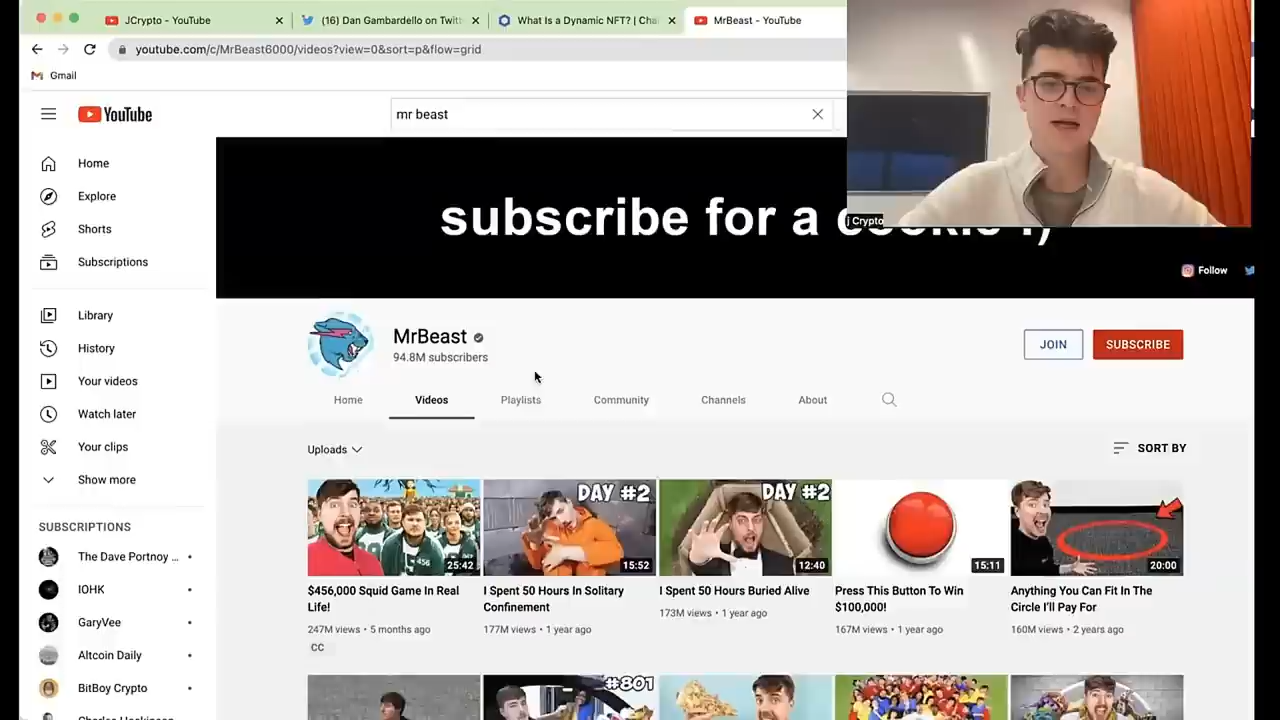 JCrypto - YouTube
(16) Dan Gambardello on Twitt
What Is a Dynamic NFT? | Chai
MrBeast - YouTube
youtube.com/c/MrBeast6000/videos?view=0&sort=p&flow=grid
Gmail
YouTube
mr beast
Home
Explore
Shorts
Subscriptions
Library
History
Your videos
Watch later
Your clips
Show more
SUBSCRIPTIONS
The Dave Portnoy ...
IOHK
GaryVee
Altcoin Daily
BitBoy Crypto
subscribe for a
j Crypto
Follow
MrBeast
94.8M subscribers
JOIN
SUBSCRIBE
Home
Videos
Playlists
Community
Channels
About
Uploads
SORT BY
25:42
DAY #2
15:52
DAY #2
12:40
15:11
20:00
$456,000 Squid Game In Real
Life!
247M views • 5 months ago
CC
I Spent 50 Hours In Solitary
Confinement
177M views • 1 year ago
I Spent 50 Hours Buried Alive
173M views • 1 year ago
Press This Button To Win
$100,000!
167M views • 1 year ago
Anything You Can Fit In The
Circle I'll Pay For
160M views • 2 years ago
#801